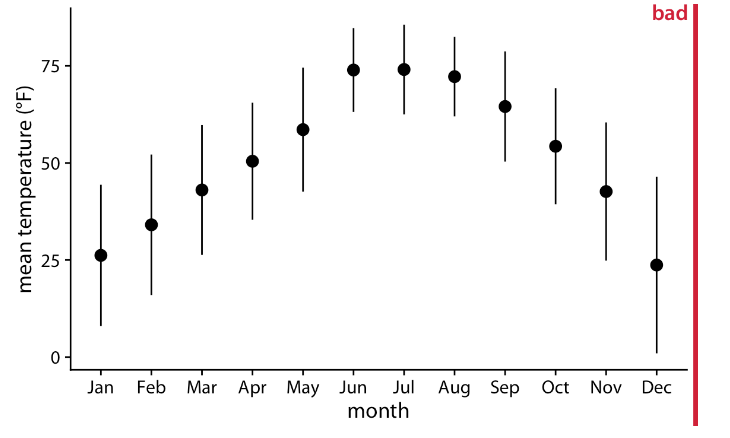 bad
mean temperature (°F)
75
50
25
0
Jan Feb Mar Apr May Jun Jul Aug Sep Oct Nov Dec
month